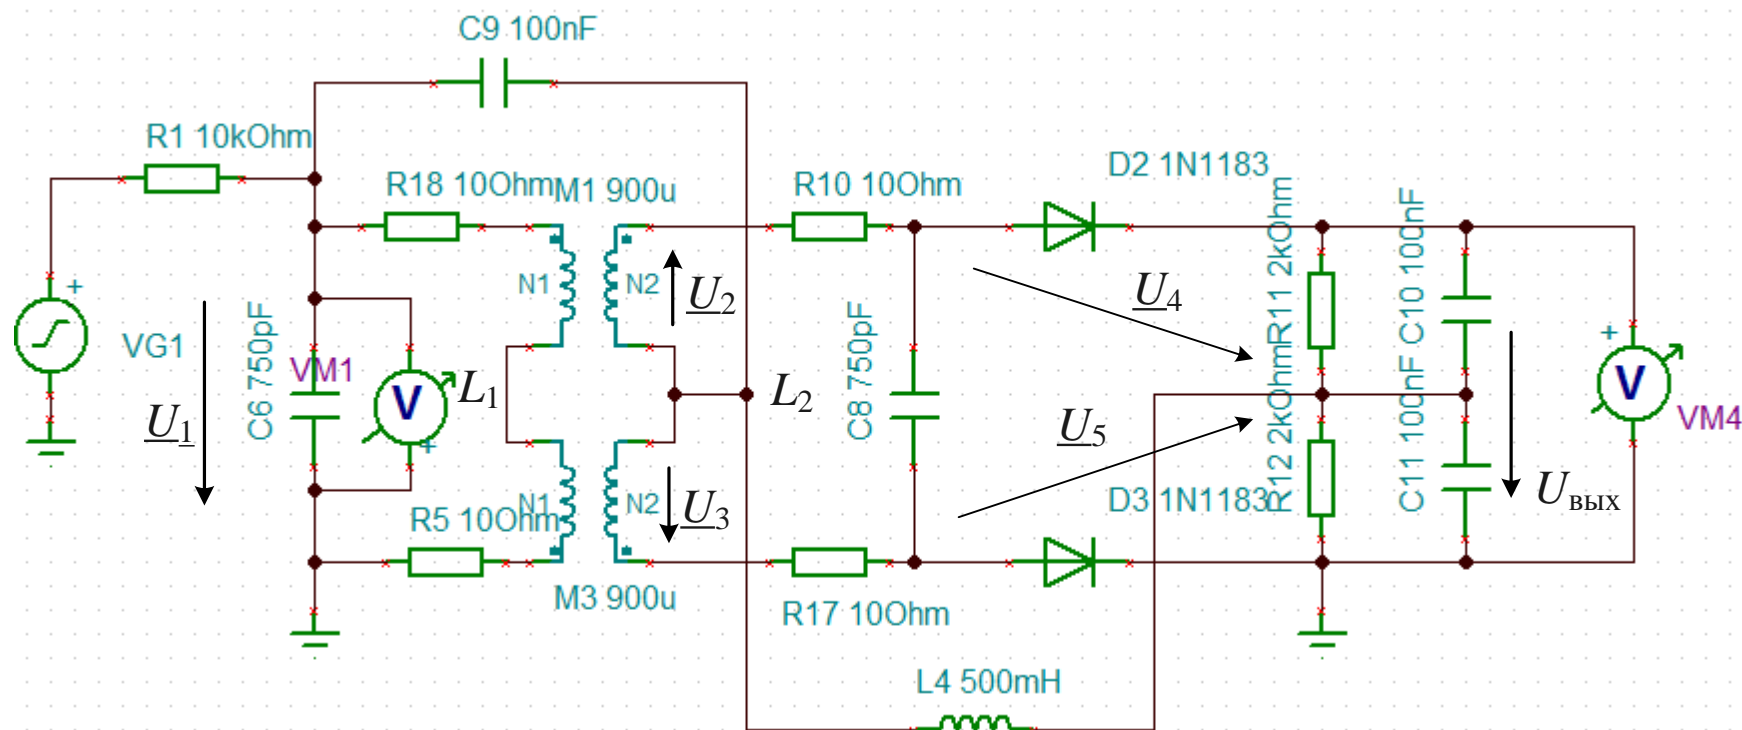 C9 100nF
R1 10kOhm
R18 10Ohm
M1 900u
R10 10Ohm
D2 1N1183
R11 2kOhm
C10 100nF
N1
N2
U2
U4
+
VG1
C6 750pF
VM1
V
+
U1
L1
L2
C8 750pF
+
V
VM4
U5
R12 2kOhm
C11 100nF
Uвых
N1
N2
U3
R5 10Ohm
D3 1N1183
M3 900u
R17 10Ohm
L4 500mH